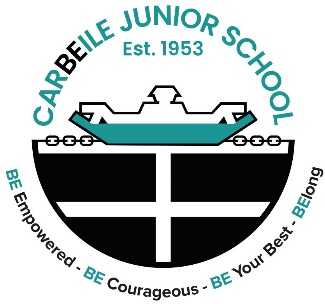 CARBEILE JUNIOR SCHOOL
Est. 1953
BE Empowered - BE Courageous - BE Your Best - BElong